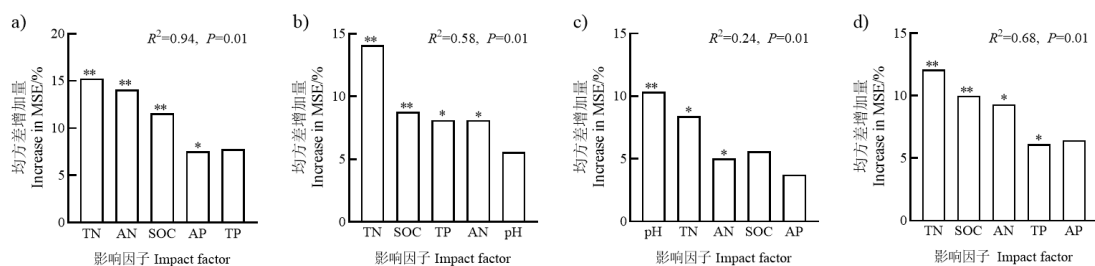 a)
R²=0.94, P=0.01
均方差增加量
Increase in MSE/%
20
15
10
5
0
** ** ** *
TN AN SOC AP TP
影响因子 Impact factor
b)
R²=0.58, P=0.01
均方差增加量
Increase in MSE/%
15
10
5
0
** ** * *
TN SOC TP AN pH
影响因子 Impact factor
c)
R²=0.24, P=0.01
均方差增加量
Increase in MSE/%
15
10
5
0
** * *
pH TN AN SOC AP
影响因子 Impact factor
d)
R²=0.68, P=0.01
均方差增加量
Increase in MSE/%
15
10
5
0
** ** * *
TN SOC AN TP AP
影响因子 Impact factor